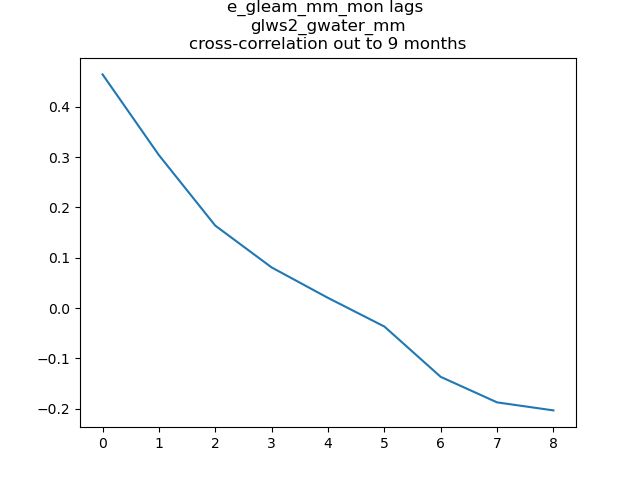 e_gleam_mm_mon lags
glws2_gwater_mm
cross-correlation out to 9 months
0.4
0.3
0.2
0.1
0.0
−0.1
−0.2
0 1 2 3 4 5 6 7 8